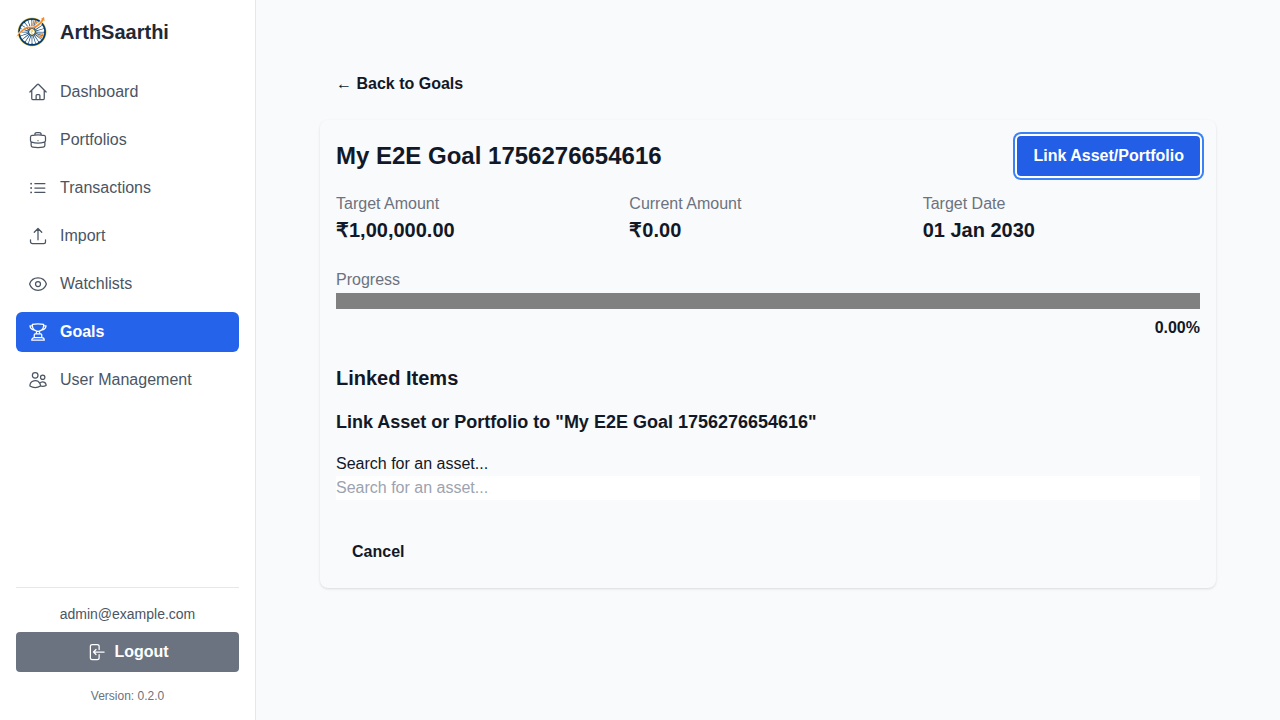 ArthSaarthi
Dashboard
Portfolios
Transactions
Import
Watchlists
Goals
User Management
admin@example.com
Logout
Version: 0.2.0
← Back to Goals
My E2E Goal 1756276654616
Link Asset/Portfolio
Target Amount
₹1,00,000.00
Current Amount
₹0.00
Target Date
01 Jan 2030
Progress
0.00%
Linked Items
Link Asset or Portfolio to "My E2E Goal 1756276654616"
Search for an asset...
Search for an asset...
Cancel